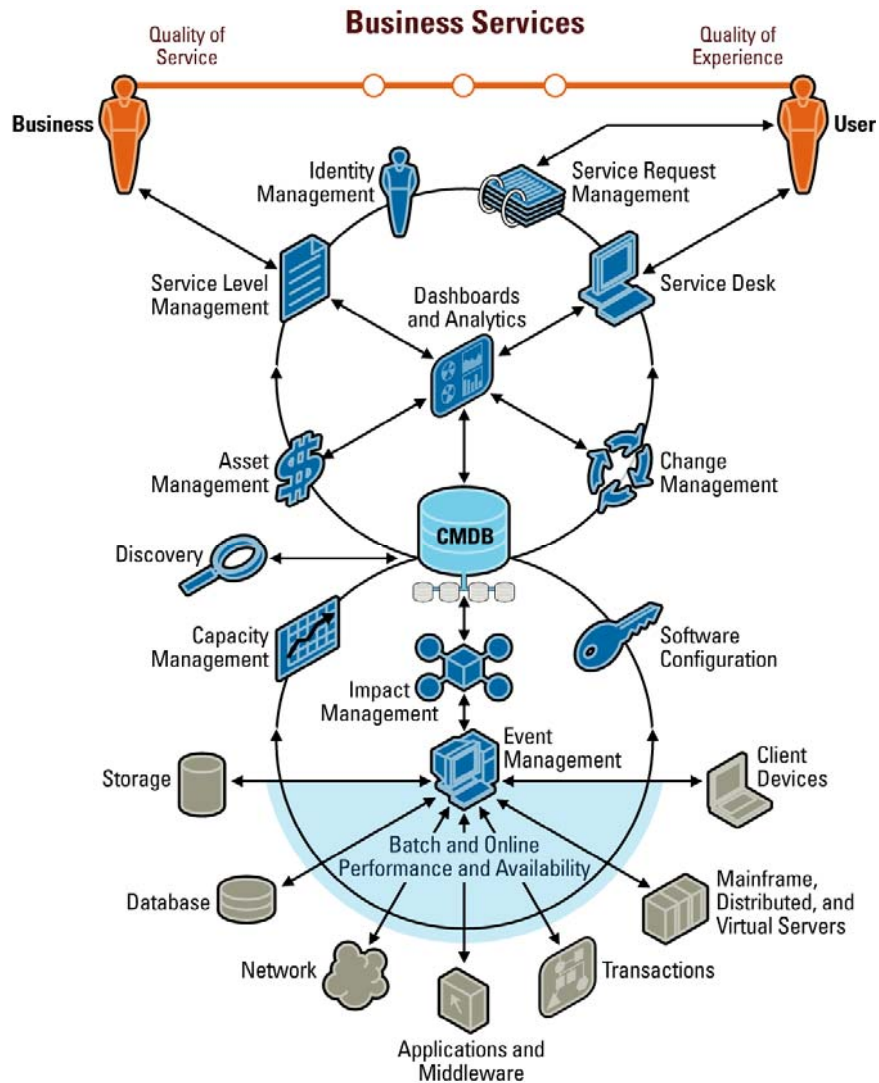 Business Services
Quality of
Service
Quality of
Experience
Business
User
Identity
Management
Service Request
Management
Service Level
Management
Dashboards
and Analytics
Service Desk
Asset
Management
Change
Management
CMDB
Discovery
Capacity
Management
Software
Configuration
Impact
Management
Event
Management
Storage
Client
Devices
Batch and Online
Performance and Availability
Database
Mainframe,
Distributed, and
Virtual Servers
Network
Transactions
Applications and
Middleware